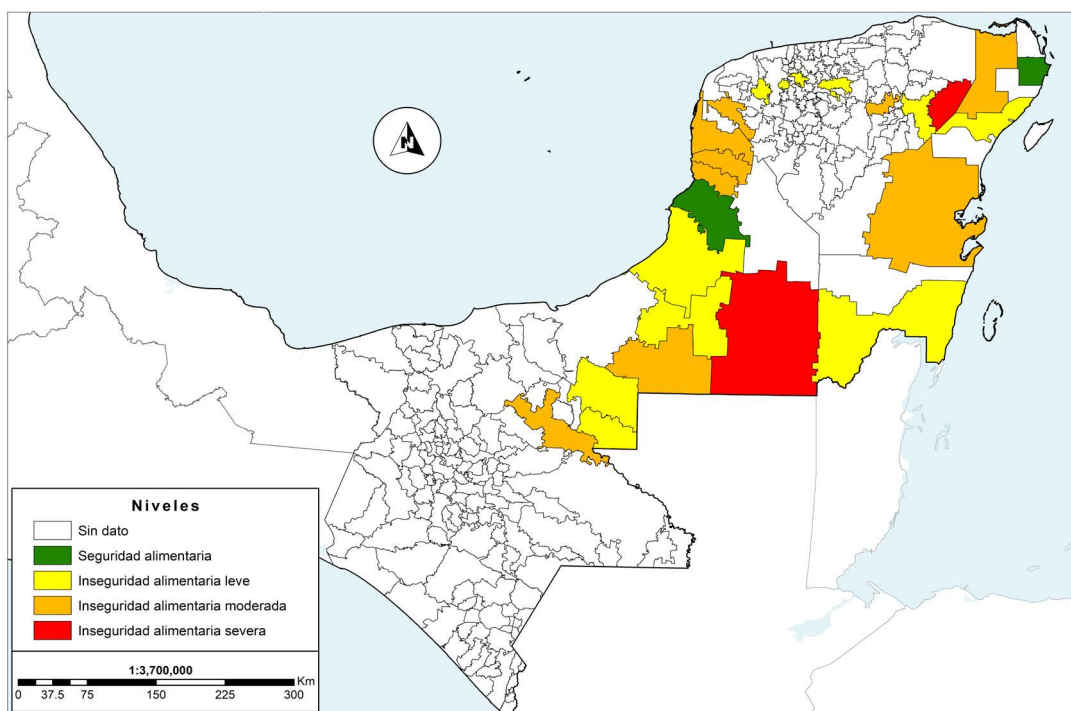 N
Niveles
Sin dato
Seguridad alimentaria
Inseguridad alimentaria leve
Inseguridad alimentaria moderada
Inseguridad alimentaria severa
1:3,700,000
Km
0 37.5 75 150 225 300